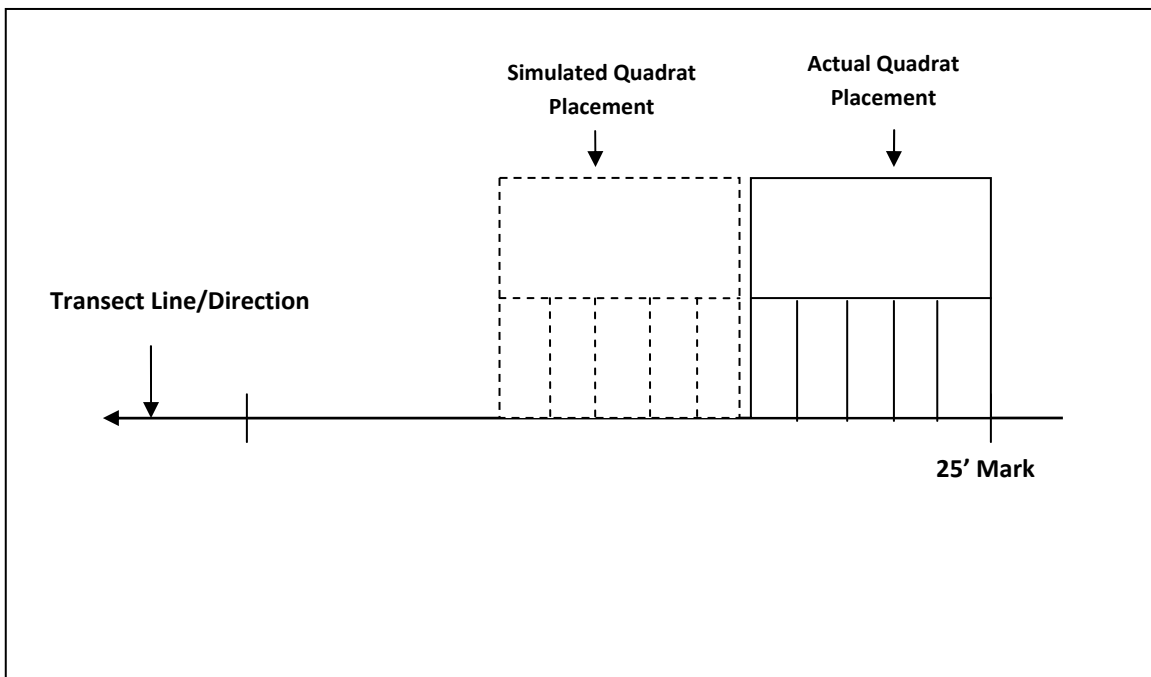 Simulated Quadrat
Placement
Actual Quadrat
Placement
Transect Line/Direction
25’ Mark